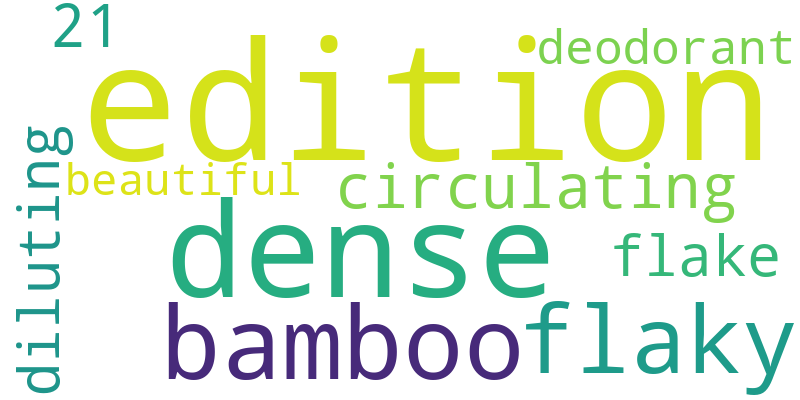 21
deodorant
edition
beautiful
circulating
diluting
dense
flake
bamboo
flaky